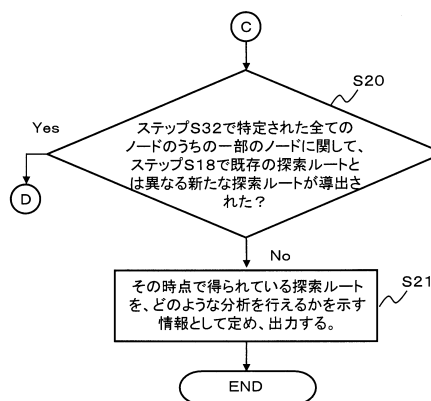 C
S20
Yes
ステップS32で特定された全ての
ノードのうちの一部のノードに関して、
ステップS18で既存の探索ルートと
は異なる新たな探索ルートが導出さ
れた?
D
No
S21
その時点で得られている探索ルート
を、どのような分析を行えるかを示す
情報として定め、出力する。
END